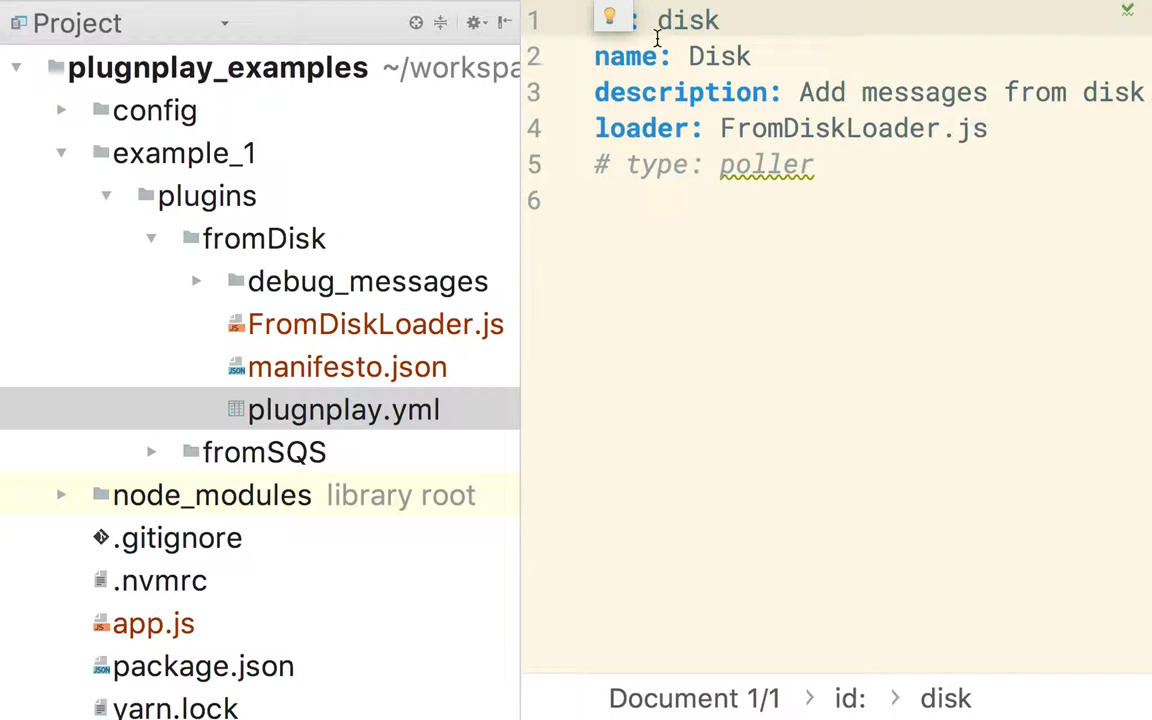 Project
plugnplay_examples ~/workspa
config
example_1
plugins
fromDisk
debug_messages
FromDiskLoader.js
manifesto.json
plugnplay.yml
fromSQS
node_modules library root
.gitignore
.nvmrc
app.js
package.json
yarn.lock
1 : disk
2 name: Disk
3 description: Add messages from disk
4 loader: FromDiskLoader.js
5 # type: poller
6
Document 1/1 > id: > disk